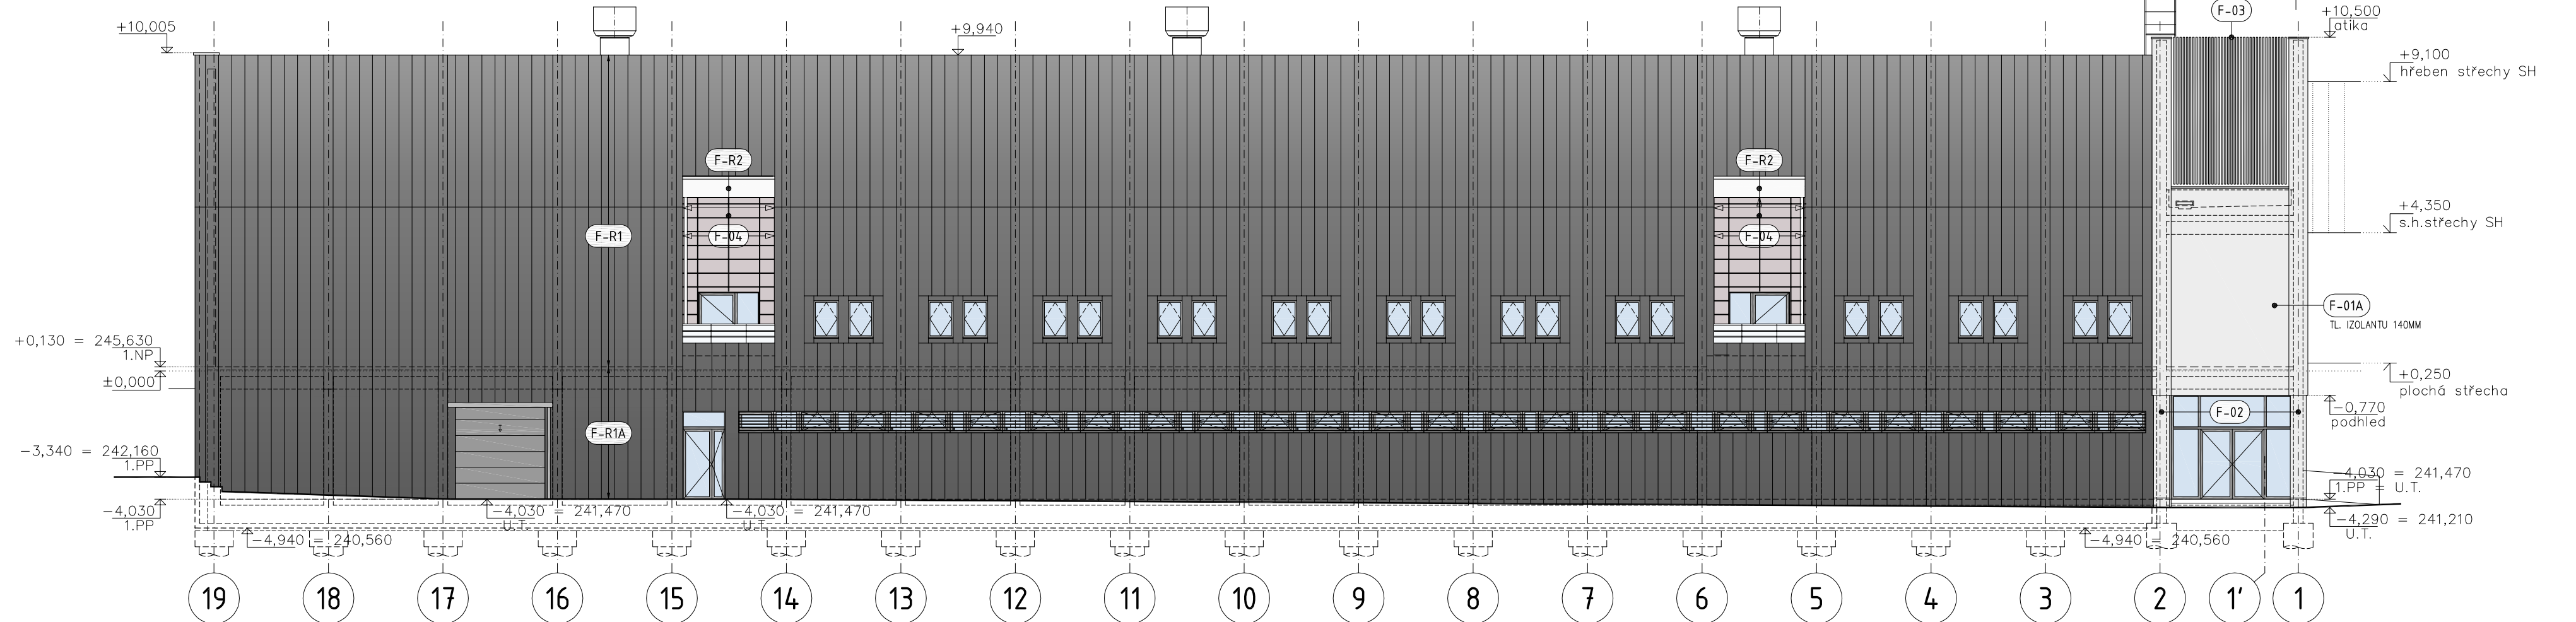 +10,005
+9,940
F-03
+10,500
atika
+9,100
hřeben střechy SH
F-R2
F-R2
+4,350
s.h.střechy SH
F-R1
F-04
F-04
F-01A
TL. IZOLANTU 140MM
+0,130 = 245,630
1.NP
±0,000
+0,250
plochá střecha
-0,770
podhled
F-02
F-R1A
-3,340 = 242,160
1.PP
-4,030 = 241,470
1.PP = U.T.
-4,030
1.PP
-4,030 = 241,470
U.T.
-4,030 = 241,470
U.T.
-4,290 = 241,210
U.T.
-4,940 = 240,560
-4,940 = 240,560
19 18 17 16 15 14 13 12 11 10 9 8 7 6 5 4 3 2 1' 1